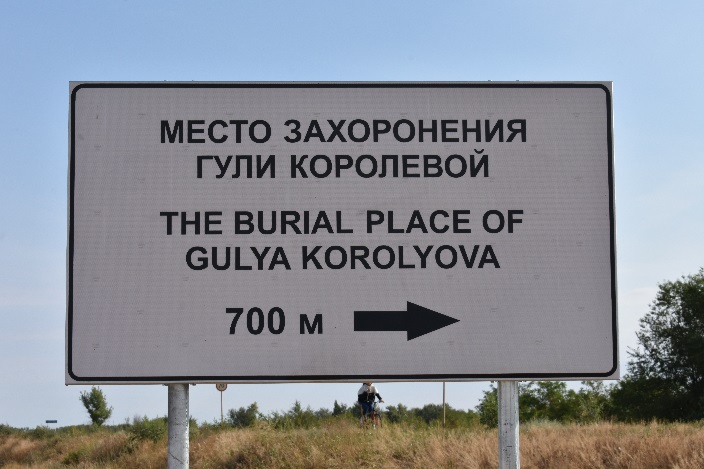 МЕСТО ЗАХОРОНЕНИЯ
ГУЛИ КОРОЛЕВОЙ
THE BURIAL PLACE OF
GULYA KOROLYOVA
700 м